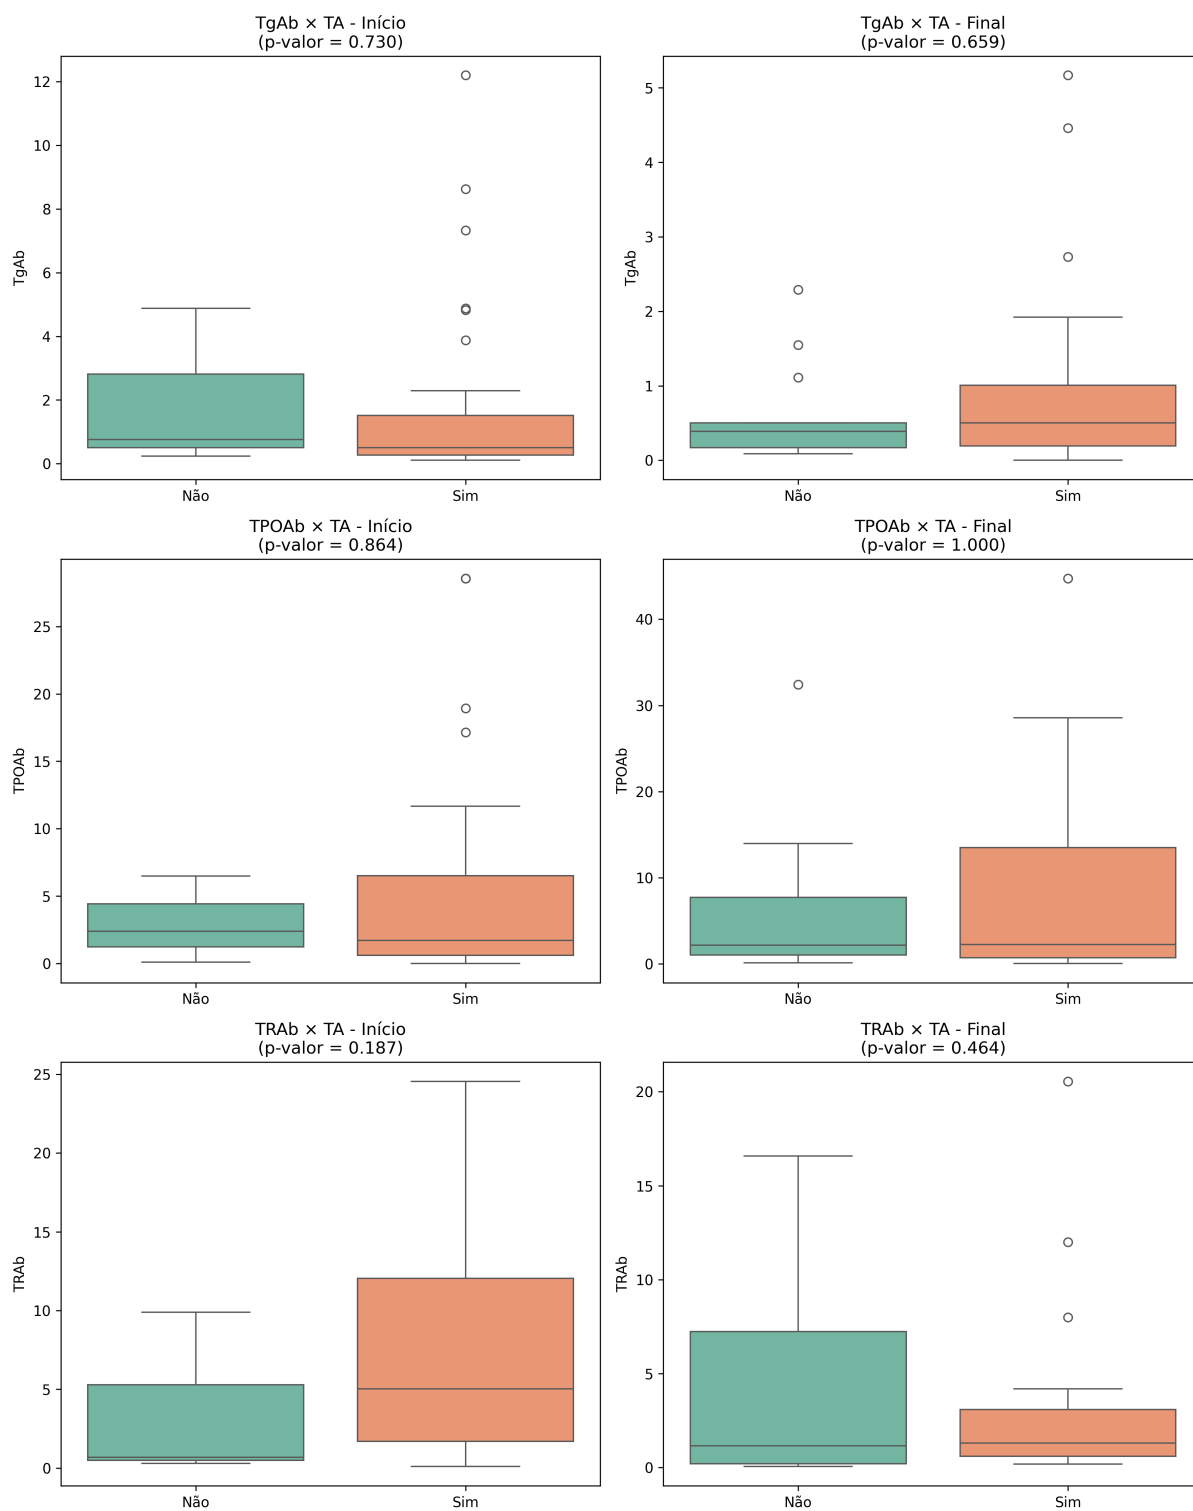 TgAb × TA - Início
(p-valor = 0.730)
12
10
8
6
4
2
0
TgAb
Não
Sim
TgAb × TA - Final
(p-valor = 0.659)
5
4
3
2
1
0
TgAb
Não
Sim
TPOAb × TA - Início
(p-valor = 0.864)
25
20
15
10
5
0
TPOAb
Não
Sim
TPOAb × TA - Final
(p-valor = 1.000)
40
30
20
10
0
TPOAb
Não
Sim
TRAb × TA - Início
(p-valor = 0.187)
25
20
15
10
5
0
TRAb
Não
Sim
TRAb × TA - Final
(p-valor = 0.464)
20
15
10
5
0
TRAb
Não
Sim